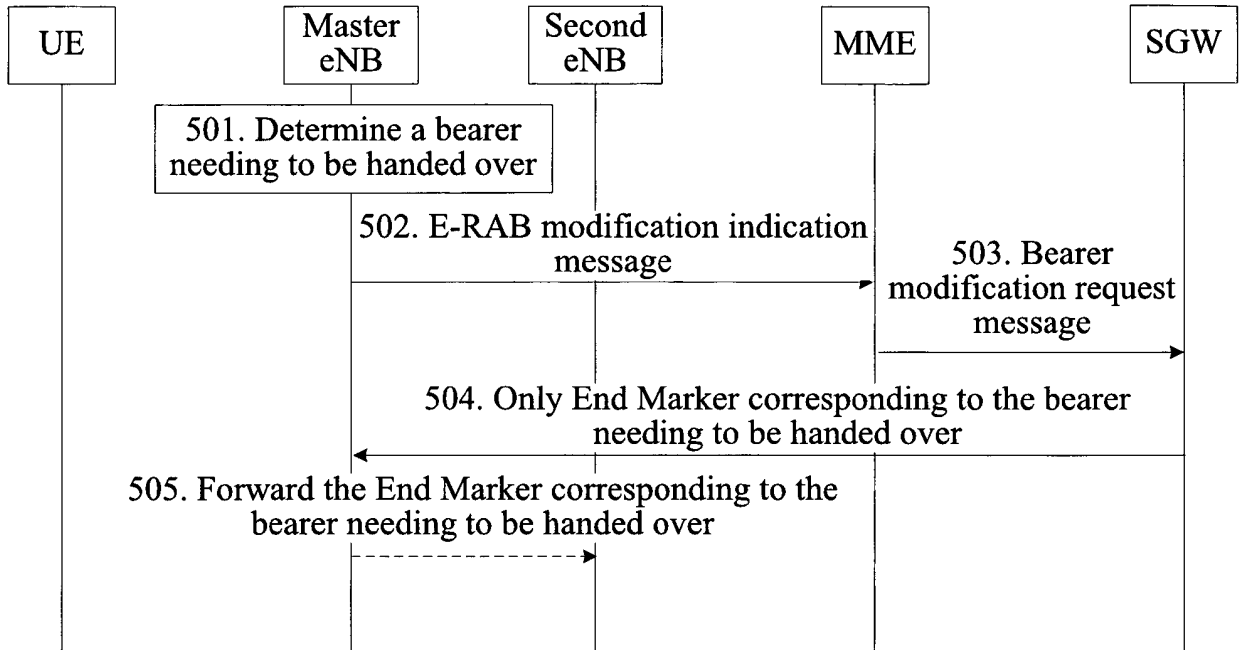 UE
Master
eNB
Second
eNB
MME
SGW
501. Determine a bearer
needing to be handed over
502. E-RAB modification indication
message
503. Bearer
modification request
message
504. Only End Marker corresponding to the bearer
needing to be handed over
505. Forward the End Marker corresponding to the
bearer needing to be handed over